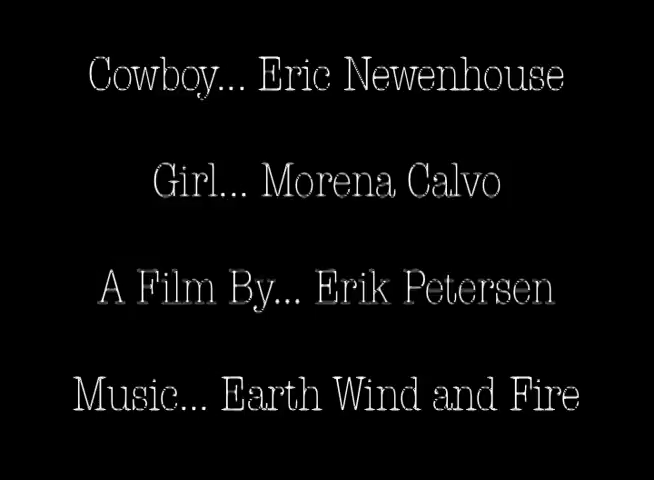 Cowboy... Eric Newenhouse
Girl... Morena Calvo
A Film By... Erik Petersen
Music... Earth Wind and Fire